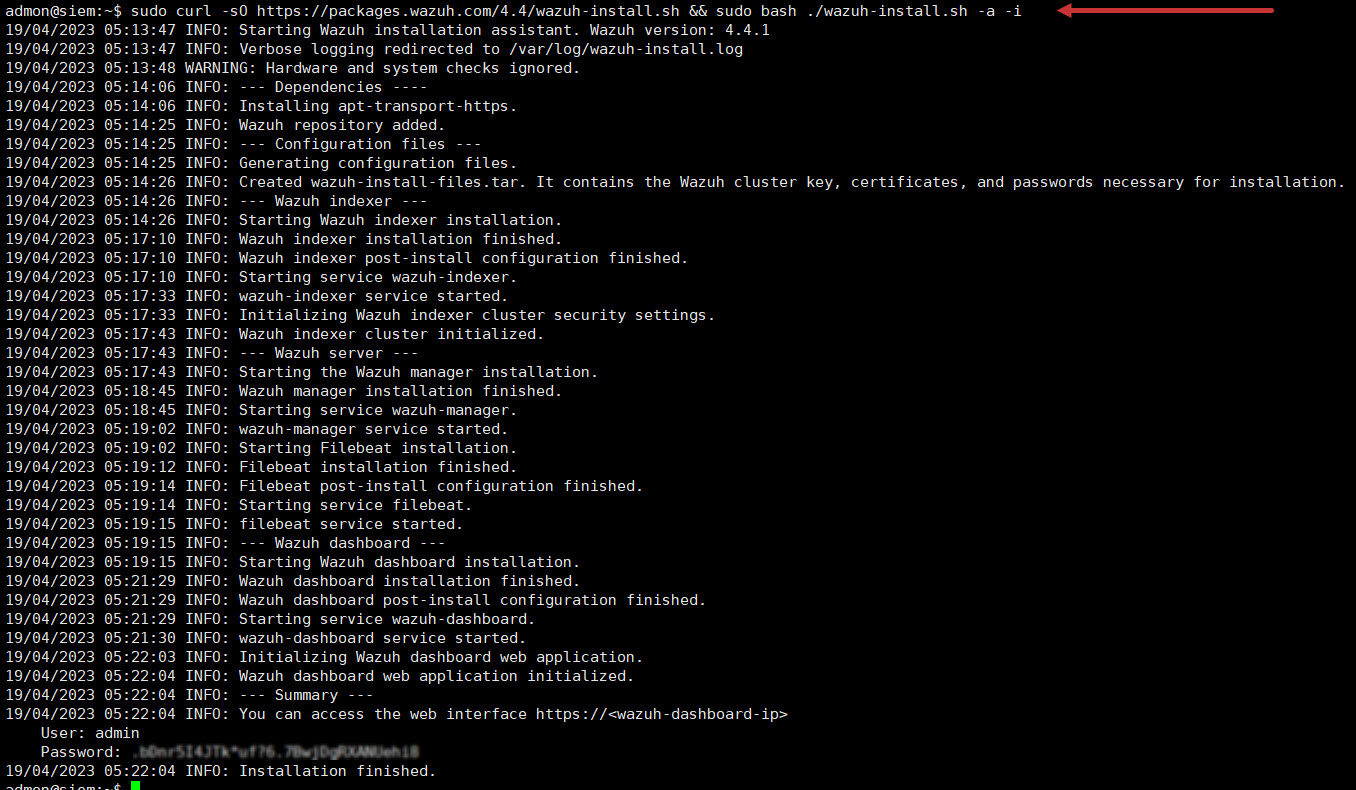 admon@siem:~$ sudo curl -sO https://packages.wazuh.com/4.4/wazuh-install.sh && sudo bash ./wazuh-install.sh -a -i
19/04/2023 05:13:47 INFO: Starting Wazuh installation assistant. Wazuh version: 4.4.1
19/04/2023 05:13:47 INFO: Verbose logging redirected to /var/log/wazuh-install.log
19/04/2023 05:13:48 WARNING: Hardware and system checks ignored.
19/04/2023 05:14:06 INFO: --- Dependencies ----
19/04/2023 05:14:06 INFO: Installing apt-transport-https.
19/04/2023 05:14:25 INFO: Wazuh repository added.
19/04/2023 05:14:25 INFO: --- Configuration files ---
19/04/2023 05:14:25 INFO: Generating configuration files.
19/04/2023 05:14:26 INFO: Created wazuh-install-files.tar. It contains the Wazuh cluster key, certificates, and passwords necessary for installation.
19/04/2023 05:14:26 INFO: --- Wazuh indexer ---
19/04/2023 05:14:26 INFO: Starting Wazuh indexer installation.
19/04/2023 05:17:10 INFO: Wazuh indexer installation finished.
19/04/2023 05:17:10 INFO: Wazuh indexer post-install configuration finished.
19/04/2023 05:17:10 INFO: Starting service wazuh-indexer.
19/04/2023 05:17:33 INFO: wazuh-indexer service started.
19/04/2023 05:17:33 INFO: Initializing Wazuh indexer cluster security settings.
19/04/2023 05:17:43 INFO: Wazuh indexer cluster initialized.
19/04/2023 05:17:43 INFO: --- Wazuh server ---
19/04/2023 05:17:43 INFO: Starting the Wazuh manager installation.
19/04/2023 05:18:45 INFO: Wazuh manager installation finished.
19/04/2023 05:18:45 INFO: Starting service wazuh-manager.
19/04/2023 05:19:02 INFO: wazuh-manager service started.
19/04/2023 05:19:02 INFO: Starting Filebeat installation.
19/04/2023 05:19:12 INFO: Filebeat installation finished.
19/04/2023 05:19:14 INFO: Filebeat post-install configuration finished.
19/04/2023 05:19:14 INFO: Starting service filebeat.
19/04/2023 05:19:15 INFO: filebeat service started.
19/04/2023 05:19:15 INFO: --- Wazuh dashboard ---
19/04/2023 05:19:15 INFO: Starting Wazuh dashboard installation.
19/04/2023 05:21:29 INFO: Wazuh dashboard installation finished.
19/04/2023 05:21:29 INFO: Wazuh dashboard post-install configuration finished.
19/04/2023 05:21:29 INFO: Starting service wazuh-dashboard.
19/04/2023 05:21:30 INFO: wazuh-dashboard service started.
19/04/2023 05:22:03 INFO: Initializing Wazuh dashboard web application.
19/04/2023 05:22:04 INFO: Wazuh dashboard web application initialized.
19/04/2023 05:22:04 INFO: --- Summary ---
19/04/2023 05:22:04 INFO: You can access the web interface https://<wazuh-dashboard-ip>
User: admin
Password:
19/04/2023 05:22:04 INFO: Installation finished.
admon@siem:~$